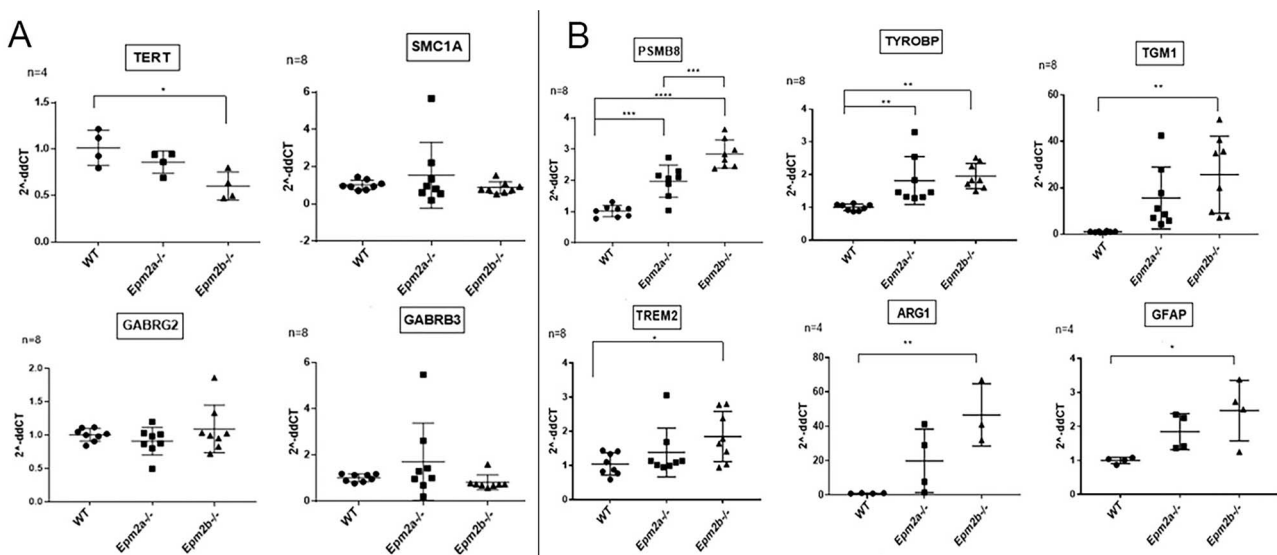 A
TERT
n=4
*
2^-ddCT
1.5
1.0
0.5
0.0
WT
Epm2a-/-
Epm2b-/-
SMC1A
n=8
2^-ddCT
8
6
4
2
0
-2
WT
Epm2a-/-
Epm2b-/-
GABRG2
n=8
2^-ddCT
2.0
1.5
1.0
0.5
0.0
WT
Epm2a-/-
Epm2b-/-
GABRB3
n=8
2^-ddCT
6
4
2
0
WT
Epm2a-/-
Epm2b-/-
B
PSMB8
n=8
***
****
***
2^-ddCT
4
3
2
1
0
WT
Epm2a-/-
Epm2b-/-
TYROBP
n=8
**
**
2^-ddCT
4
3
2
1
0
WT
Epm2a-/-
Epm2b-/-
TGM1
n=8
**
2^-ddCT
60
40
20
0
WT
Epm2a-/-
Epm2b-/-
TREM2
n=8
*
2^-ddCT
4
3
2
1
0
WT
Epm2a-/-
Epm2b-/-
ARG1
n=4
**
2^-ddCT
80
60
40
20
0
WT
Epm2a-/-
Epm2b-/-
GFAP
n=4
*
2^-ddCT
4
3
2
1
0
WT
Epm2a-/-
Epm2b-/-